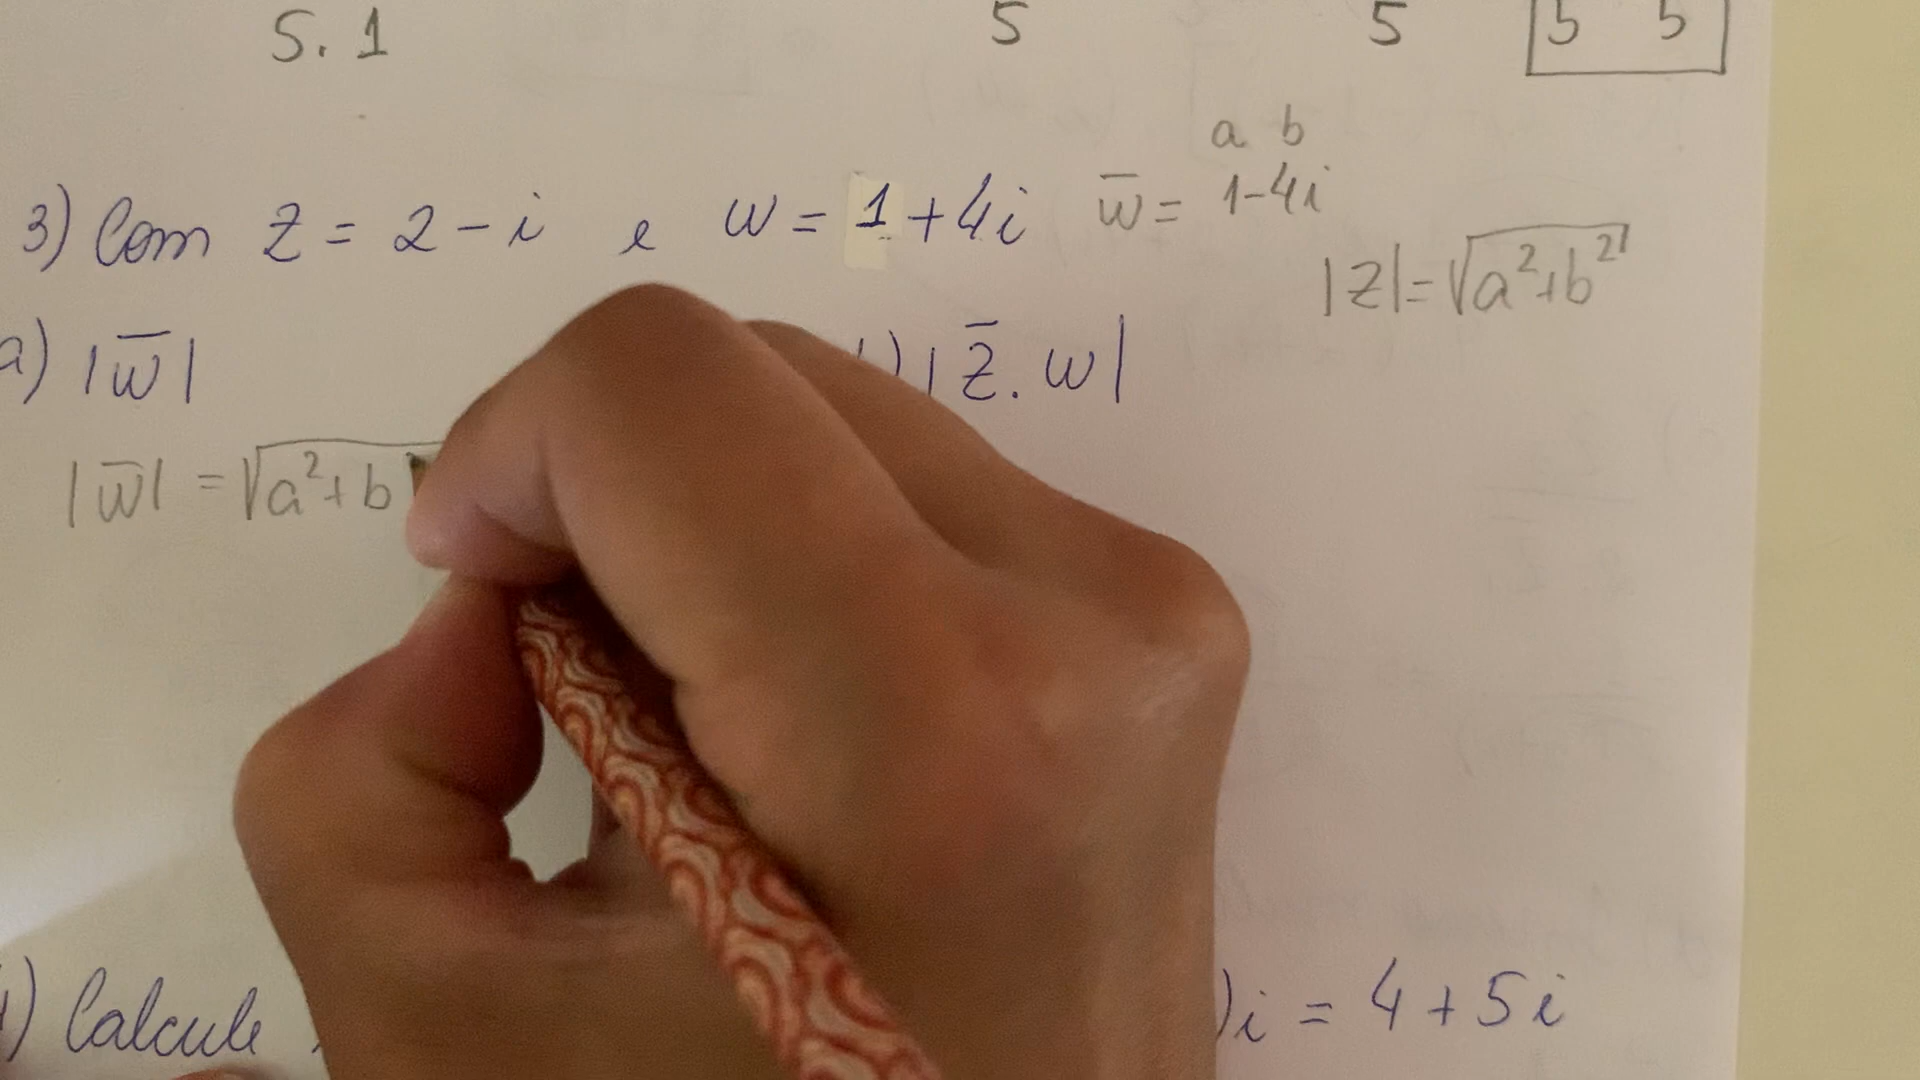 5.1 5 5 5 5
a b
3) Com z = 2 - i e w = 1 + 4i w̅ = 1-4i
|z| = √a²+b²
a) |w̅| ) |z̅ . w|
|w̅| = √a²+b
) Calcule )i = 4 + 5i